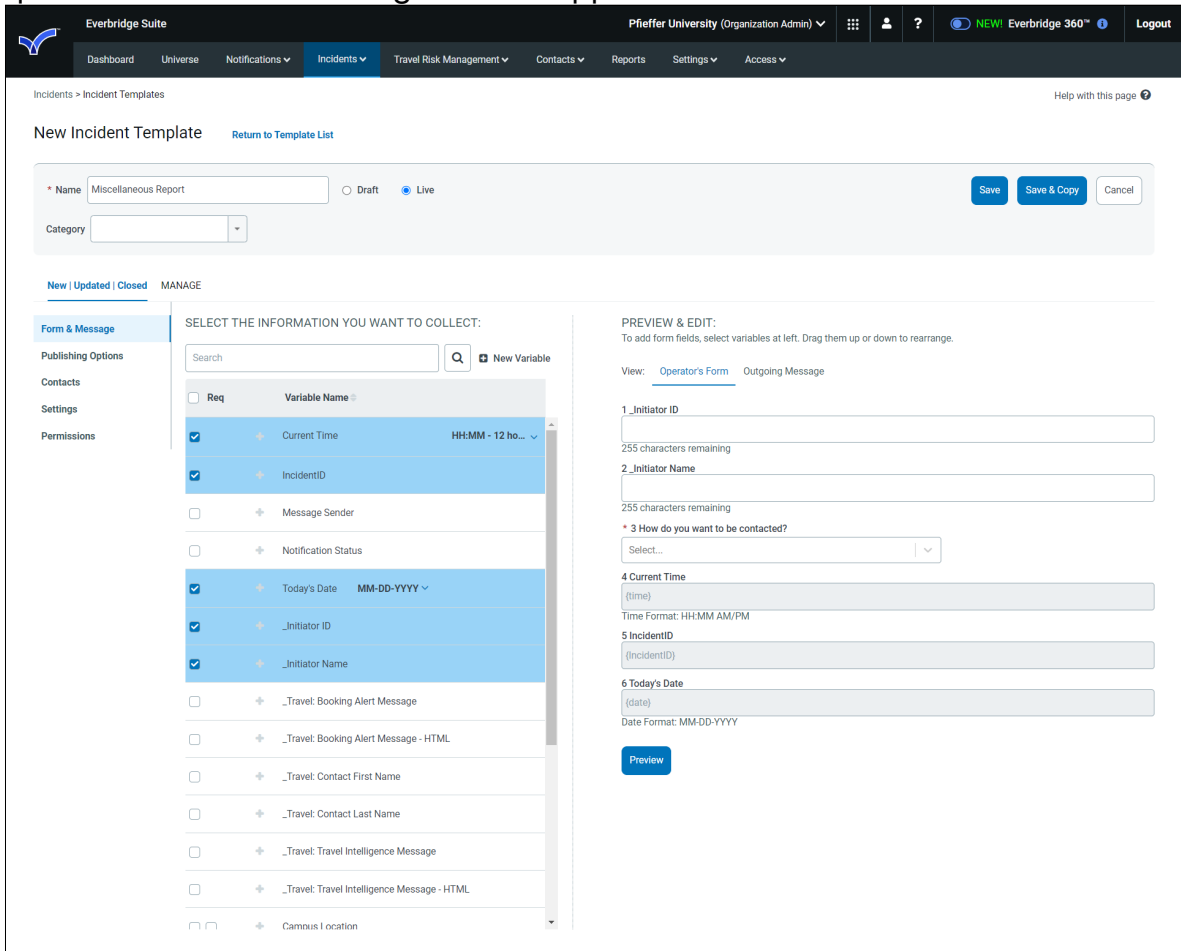 Everbridge Suite
Pfieffer University (Organization Admin)
?
NEW! Everbridge 360™
Logout
Dashboard Universe Notifications Incidents Travel Risk Management Contacts Reports Settings Access
Incidents > Incident Templates
Help with this page ?
New Incident Template Return to Template List
* Name Miscellaneous Report Draft Live Save Save & Copy Cancel
Category
New | Updated | Closed MANAGE
Form & Message
Publishing Options
Contacts
Settings
Permissions
SELECT THE INFORMATION YOU WANT TO COLLECT:
Search
New Variable
Req Variable Name
Current Time HH:MM - 12 ho...
IncidentID
Message Sender
Notification Status
Today's Date MM-DD-YYYY
_Initiator ID
_Initiator Name
_Travel: Booking Alert Message
_Travel: Booking Alert Message - HTML
_Travel: Contact First Name
_Travel: Contact Last Name
_Travel: Travel Intelligence Message
_Travel: Travel Intelligence Message - HTML
Campus Location
PREVIEW & EDIT:
To add form fields, select variables at left. Drag them up or down to rearrange.
View: Operator's Form Outgoing Message
1 _Initiator ID
255 characters remaining
2 _Initiator Name
255 characters remaining
* 3 How do you want to be contacted?
Select...
4 Current Time
{time}
Time Format: HH:MM AM/PM
5 IncidentID
{IncidentID}
6 Today's Date
{date}
Date Format: MM-DD-YYYY
Preview